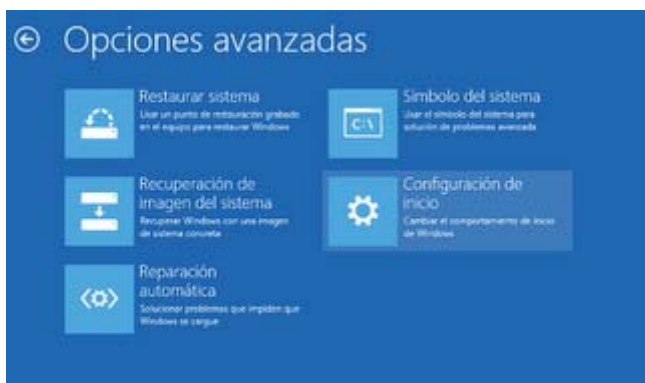 Opciones avanzadas
Restaurar sistema
Usar un punto de restauración grabado
en el equipo para restaurar Windows
Símbolo del sistema
Usar el símbolo del sistema para
solución de problemas avanzada
C:\
Recuperación de
imagen del sistema
Recuperar Windows con una imagen
de sistema concreta
Configuración de
inicio
Cambiar el comportamiento de inicio
de Windows
Reparación
automática
Solucionar problemas que impiden que
Windows se cargue